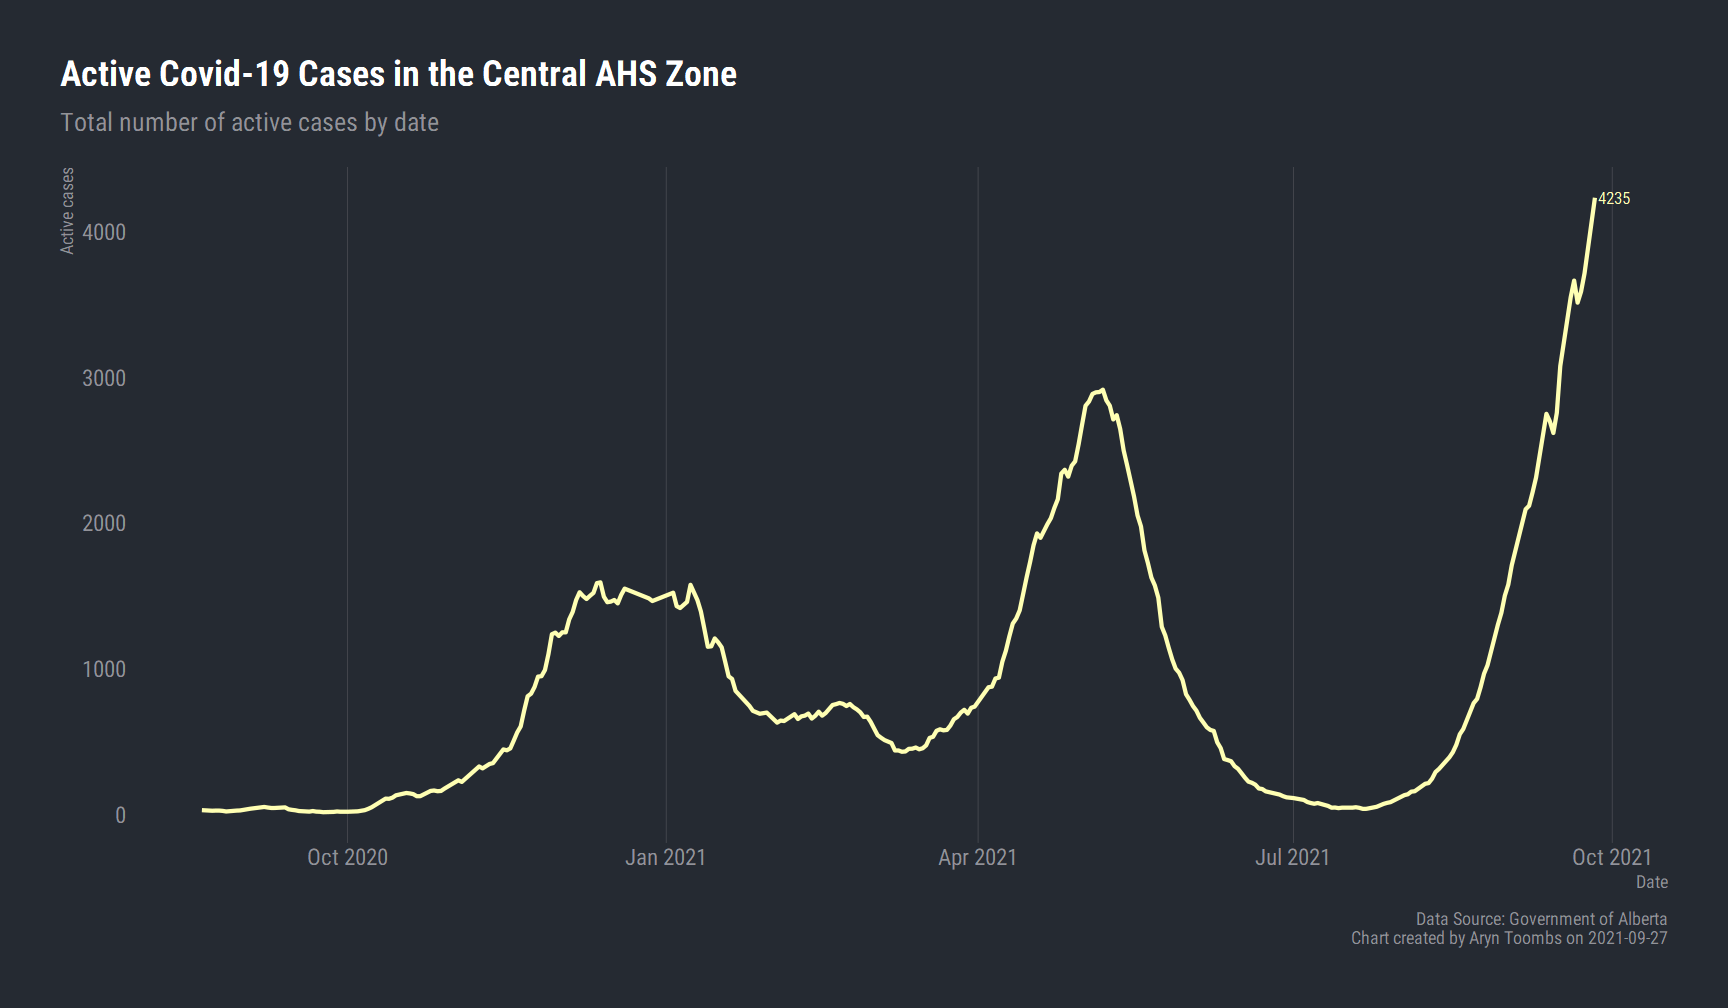 Active Covid-19 Cases in the Central AHS Zone
Total number of active cases by date
Active cases
4000
3000
2000
1000
0
4235
Oct 2020
Jan 2021
Apr 2021
Jul 2021
Oct 2021
Date
Data Source: Government of Alberta
Chart created by Aryn Toombs on 2021-09-27